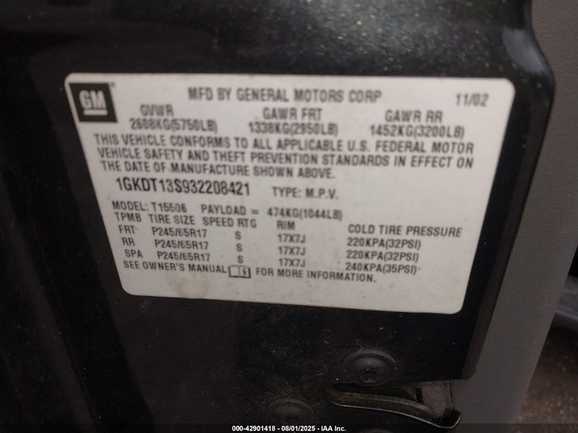 GM
MFD BY GENERAL MOTORS CORP 11/02
GVWR GAWR FRT GAWR RR
2608KG(5750LB) 1338KG(2950LB) 1452KG(3200LB)
THIS VEHICLE CONFORMS TO ALL APPLICABLE U.S. FEDERAL MOTOR
VEHICLE SAFETY AND THEFT PREVENTION STANDARDS IN EFFECT ON
THE DATE OF MANUFACTURE SHOWN ABOVE.
1GKDT13S932208421 TYPE: M.P.V.
MODEL: T15506 PAYLOAD = 474KG(1044LB)
TPMB TIRE SIZE SPEED RTG RIM COLD TIRE PRESSURE
FRT P245/65R17 S 17X7J 220KPA(32PSI)
RR P245/65R17 S 17X7J 220KPA(32PSI)
SPA P245/65R17 S 17X7J 240KPA(35PSI)
SEE OWNER'S MANUAL FOR MORE INFORMATION.
000-42901418 - 08/01/2025 - IAA Inc.